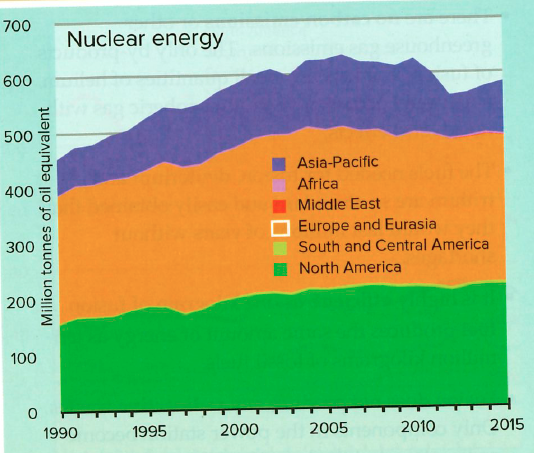 Nuclear energy
700
600
500
400
300
200
100
0
Million tonnes of oil equivalent
Asia-Pacific
Africa
Middle East
Europe and Eurasia
South and Central America
North America
1990 1995 2000 2005 2010 2015